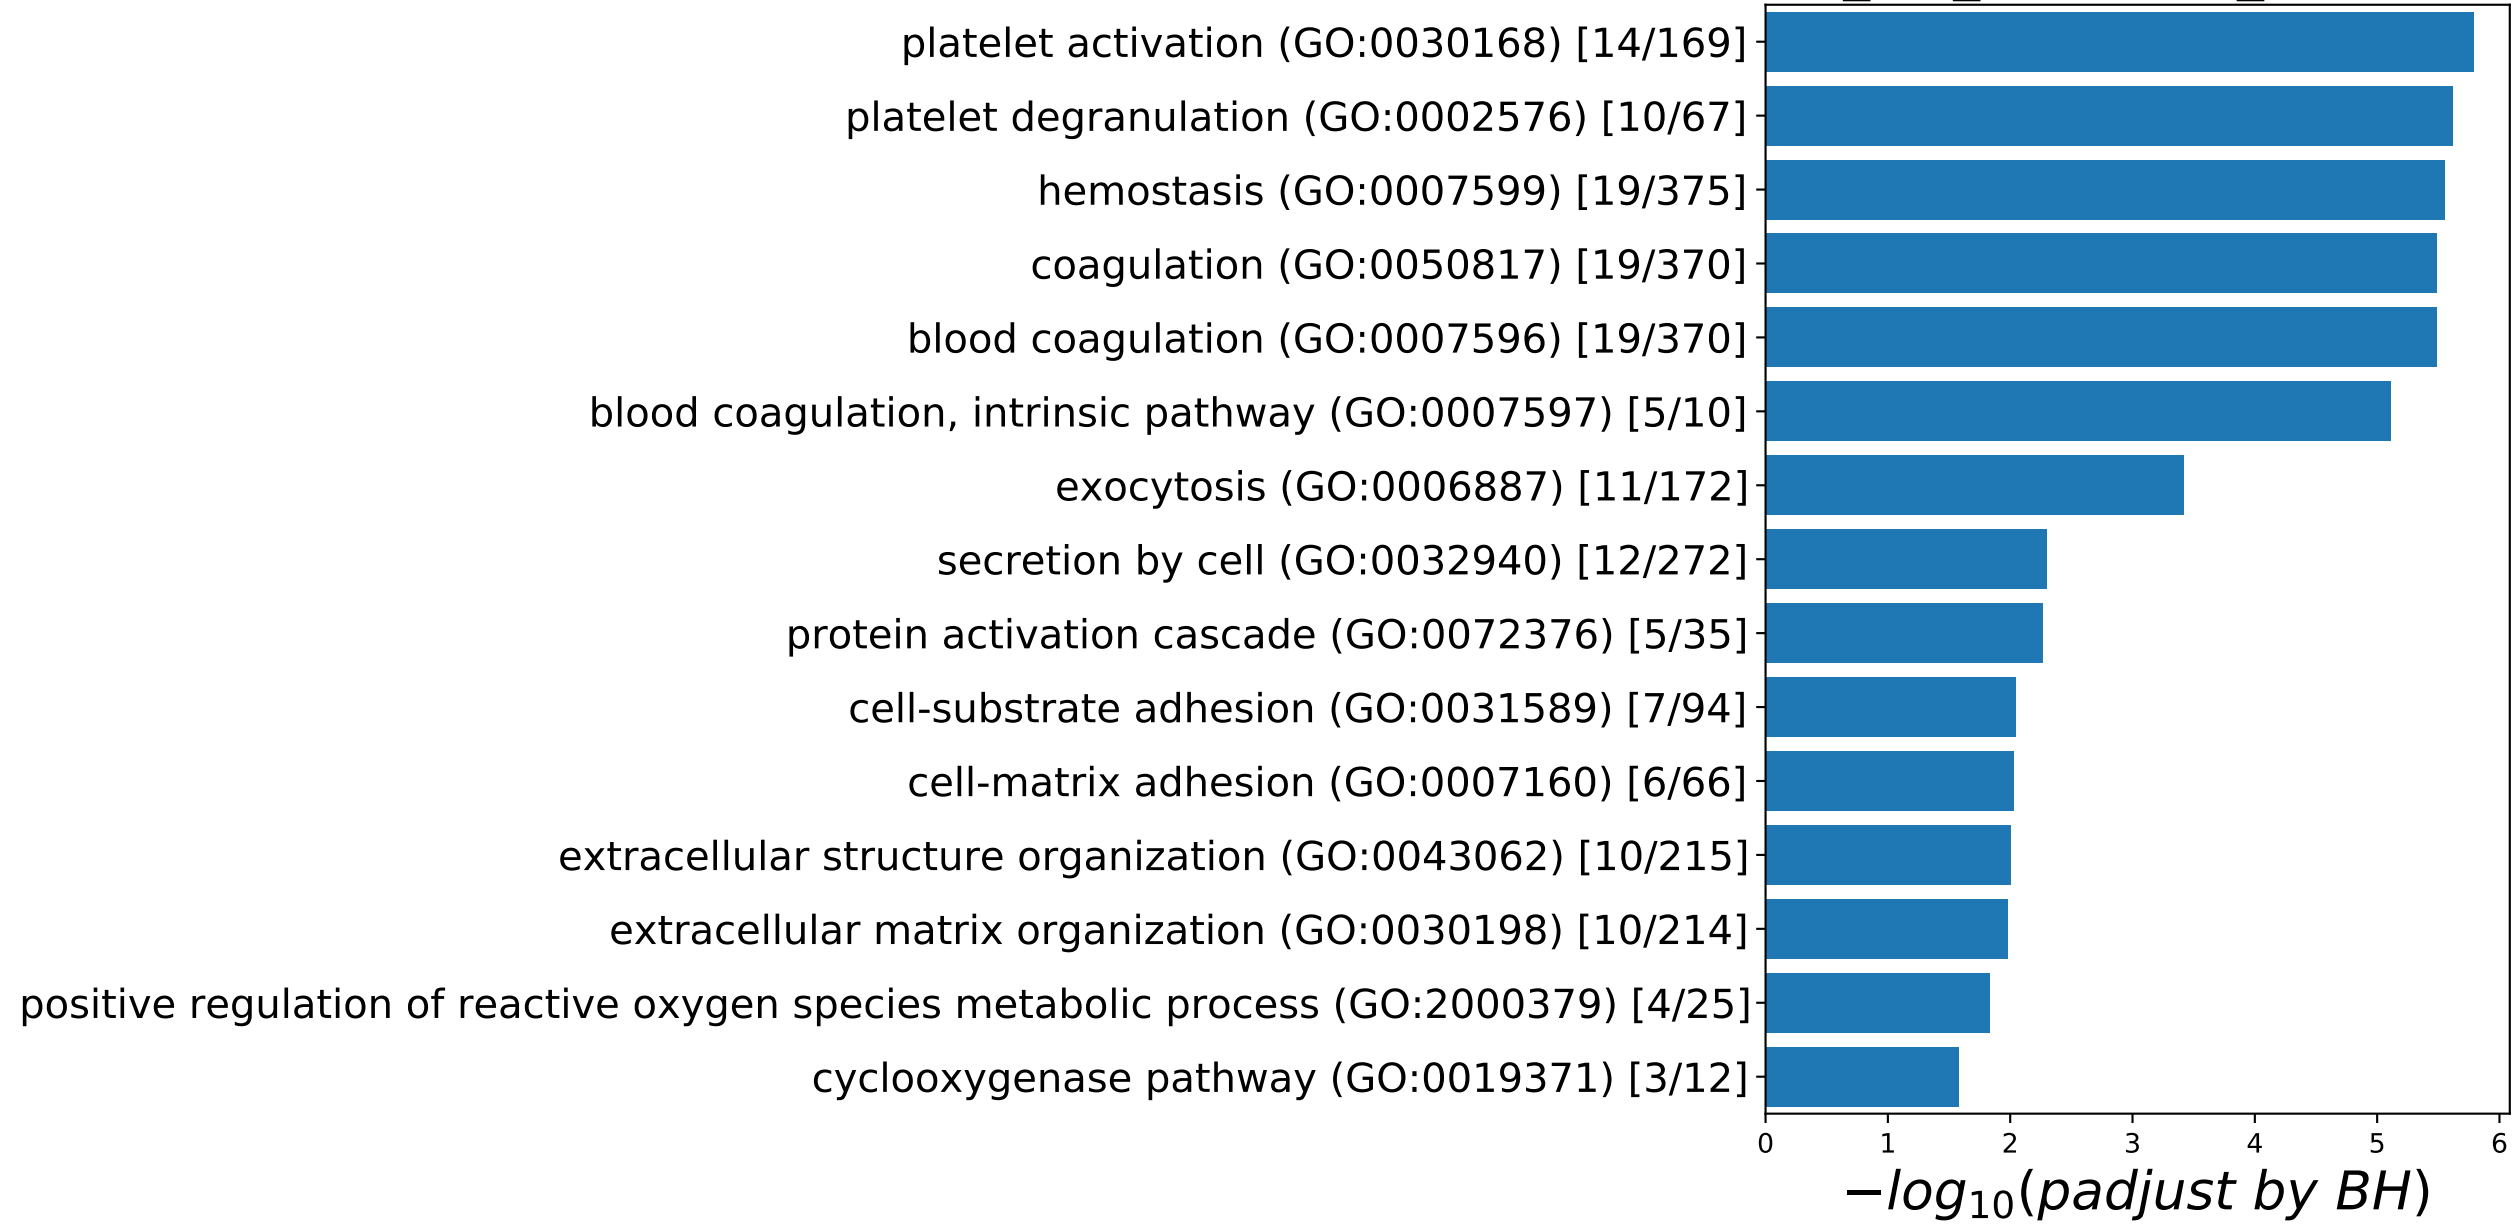 platelet activation (GO:0030168) [14/169]
platelet degranulation (GO:0002576) [10/67]
hemostasis (GO:0007599) [19/375]
coagulation (GO:0050817) [19/370]
blood coagulation (GO:0007596) [19/370]
blood coagulation, intrinsic pathway (GO:0007597) [5/10]
exocytosis (GO:0006887) [11/172]
secretion by cell (GO:0032940) [12/272]
protein activation cascade (GO:0072376) [5/35]
cell-substrate adhesion (GO:0031589) [7/94]
cell-matrix adhesion (GO:0007160) [6/66]
extracellular structure organization (GO:0043062) [10/215]
extracellular matrix organization (GO:0030198) [10/214]
positive regulation of reactive oxygen species metabolic process (GO:2000379) [4/25]
cyclooxygenase pathway (GO:0019371) [3/12]
0 1 2 3 4 5 6
−log₁₀(padjust by BH)